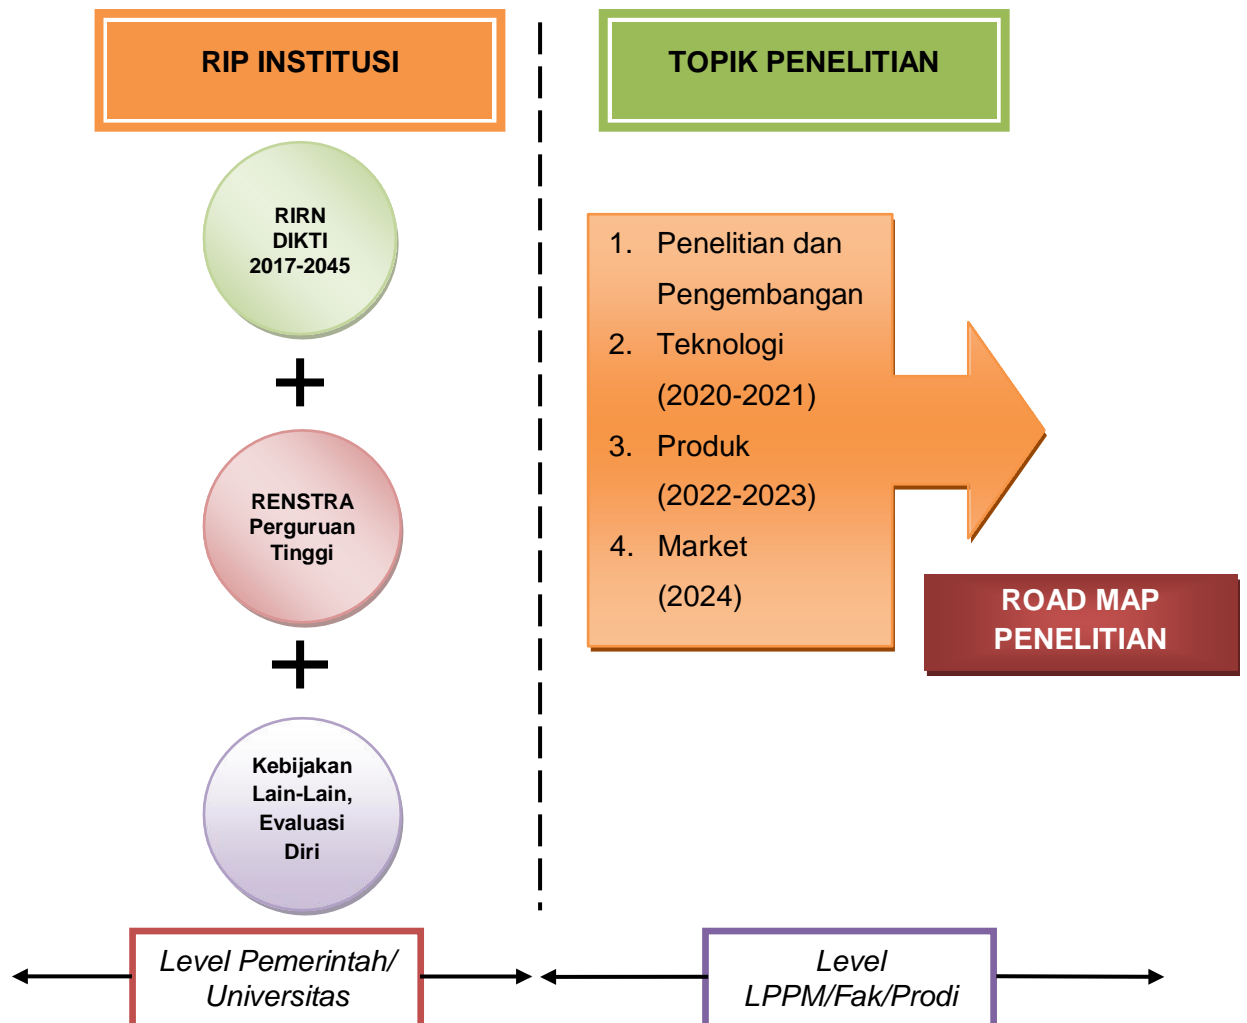 RIP INSTITUSI
TOPIK PENELITIAN
RIRN
DIKTI
2017-2045
RENSTRA
Perguruan
Tinggi
Kebijakan
Lain-Lain,
Evaluasi
Diri
1. Penelitian dan
Pengembangan
2. Teknologi
(2020-2021)
3. Produk
(2022-2023)
4. Market
(2024)
ROAD MAP
PENELITIAN
Level Pemerintah/
Universitas
Level
LPPM/Fak/Prodi